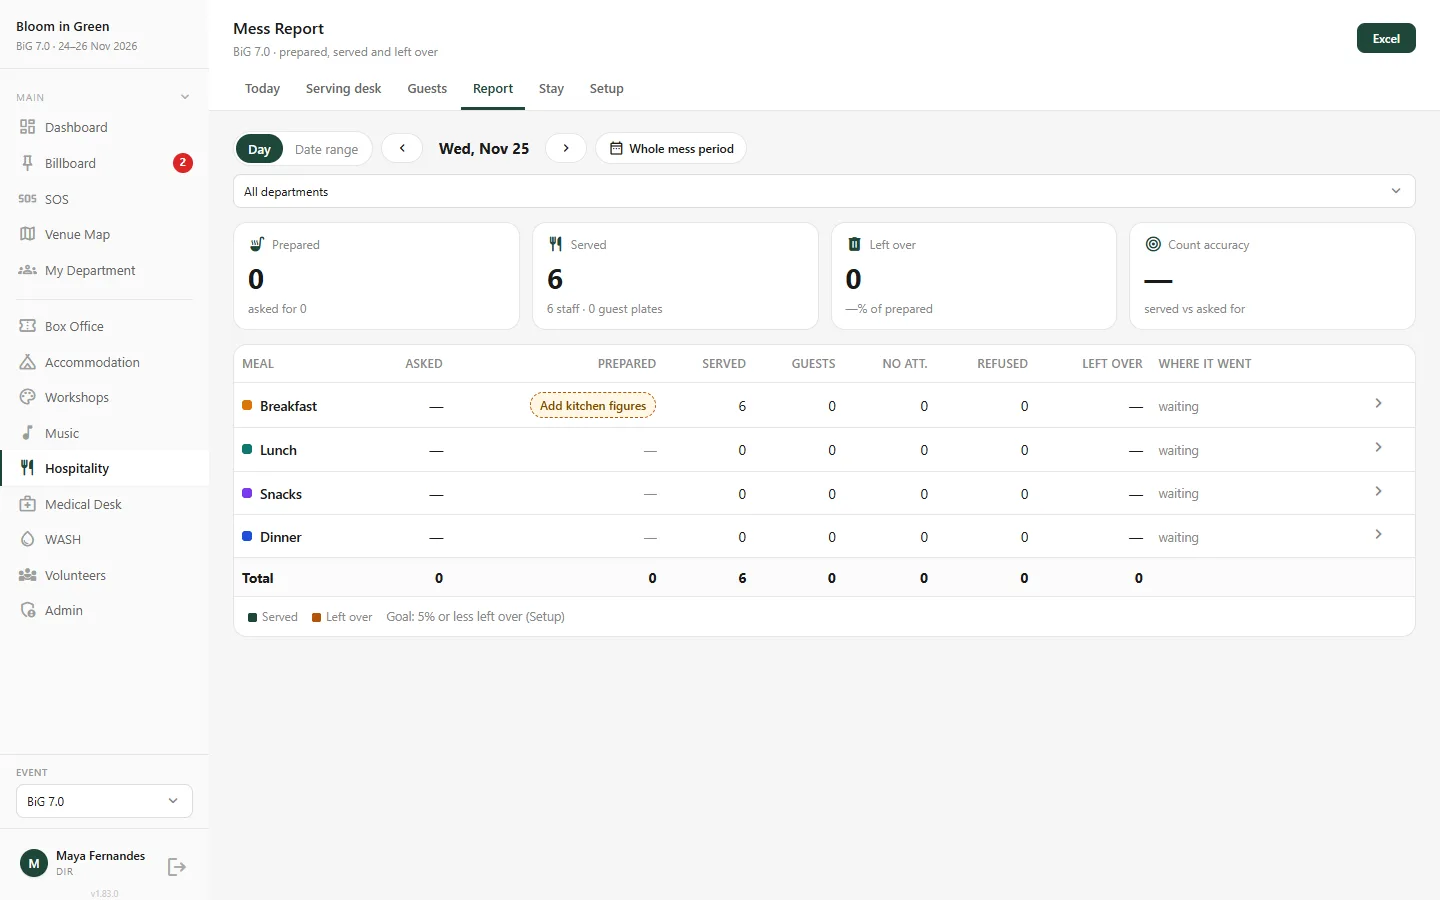 Bloom in Green
BiG 7.0 · 24–26 Nov 2026
MAIN
Dashboard
Billboard 2
SOS SOS
Venue Map
My Department
Box Office
Accommodation
Workshops
Music
Hospitality
Medical Desk
WASH
Volunteers
Admin
EVENT
BiG 7.0
M Maya Fernandes
DIR
v1.83.0
Mess Report
BiG 7.0 · prepared, served and left over
Excel
Today Serving desk Guests Report Stay Setup
Day Date range Wed, Nov 25 Whole mess period
All departments
Prepared
0
asked for 0
Served
6
6 staff · 0 guest plates
Left over
0
—% of prepared
Count accuracy
—
served vs asked for
MEAL ASKED PREPARED SERVED GUESTS NO ATT. REFUSED LEFT OVER WHERE IT WENT
Breakfast — Add kitchen figures 6 0 0 0 — waiting
Lunch — — 0 0 0 0 — waiting
Snacks — — 0 0 0 0 — waiting
Dinner — — 0 0 0 0 — waiting
Total 0 0 6 0 0 0 0
Served Left over Goal: 5% or less left over (Setup)